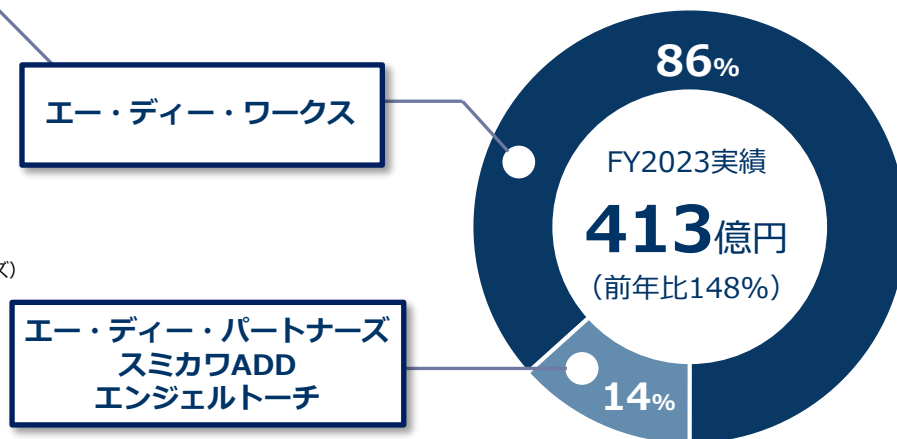 86%
エー・ディー・ワークス
FY2023実績
413億円
（前年比148%）
ズ）
エー・ディー・パートナーズ
スミカワADD
エンジェルトーチ
14%